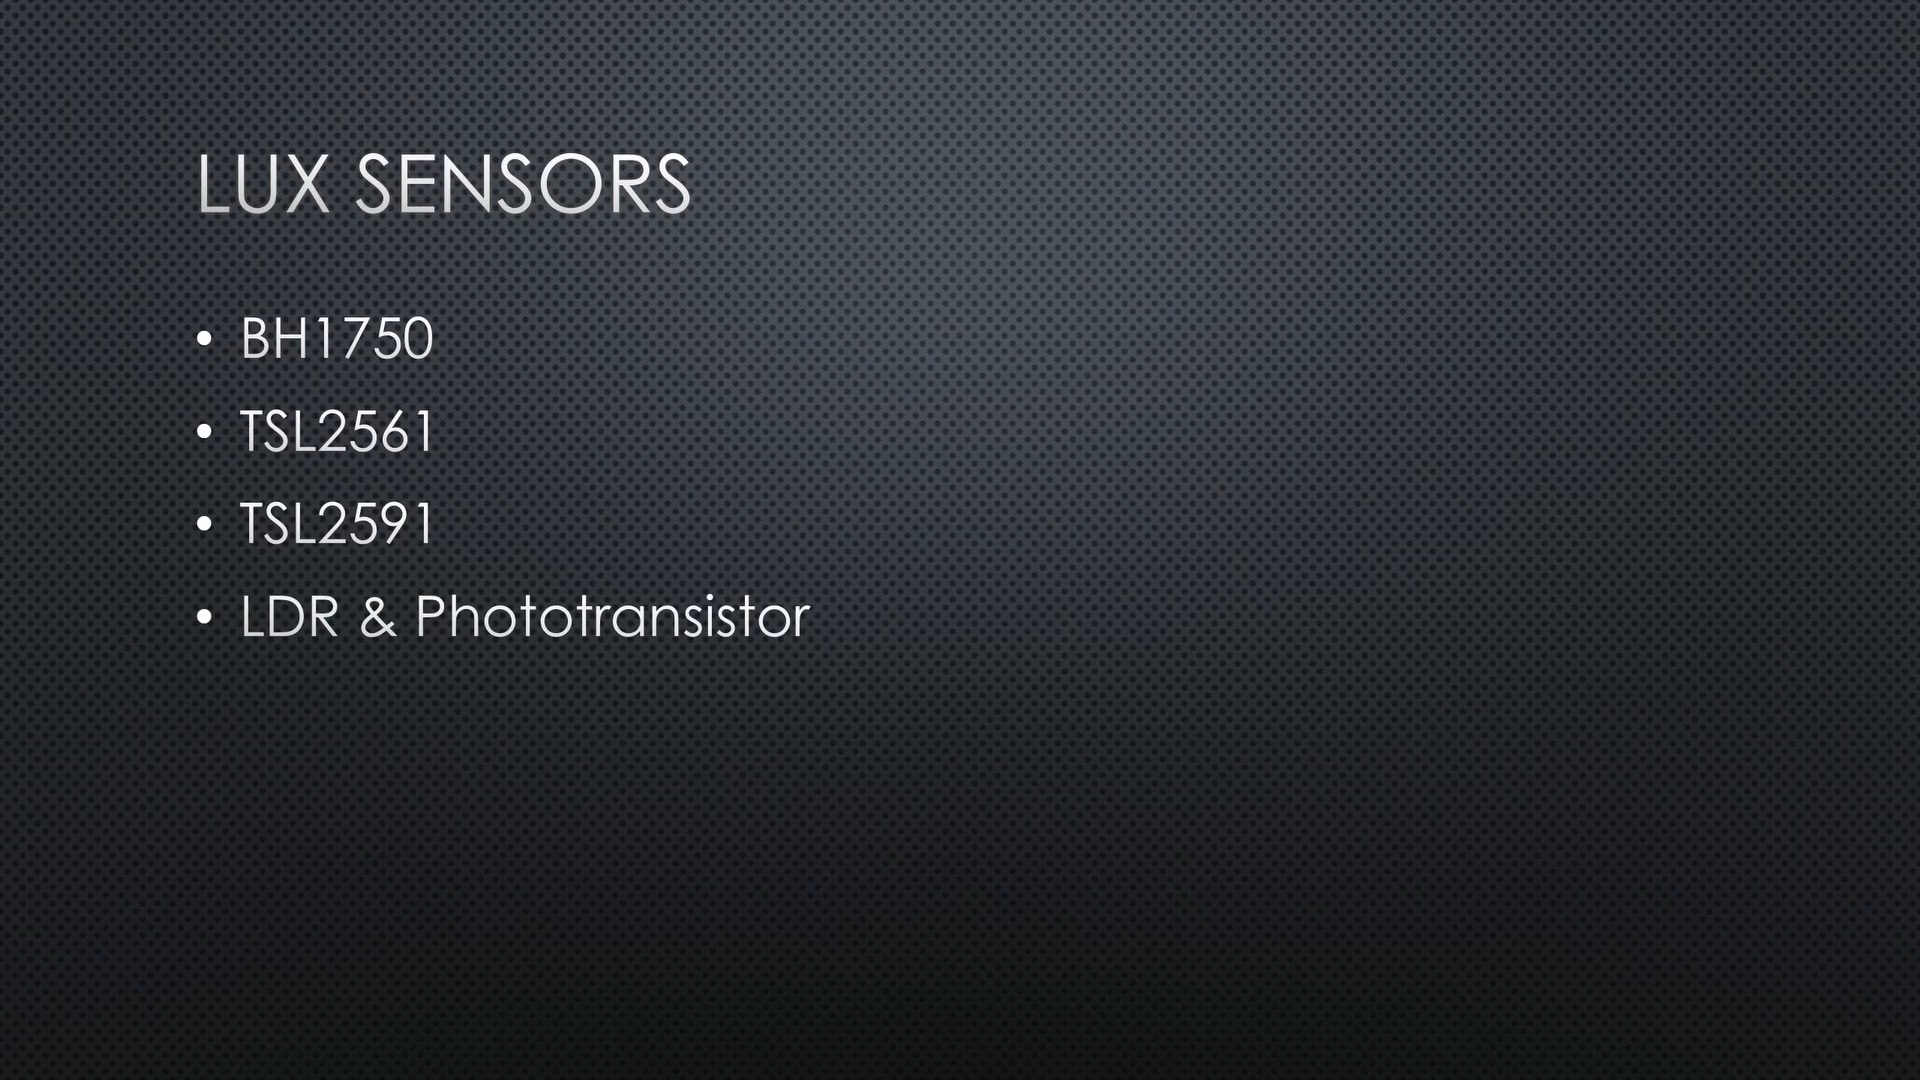 LUX SENSORS
• BH1750
• TSL2561
• TSL2591
• LDR & Phototransistor